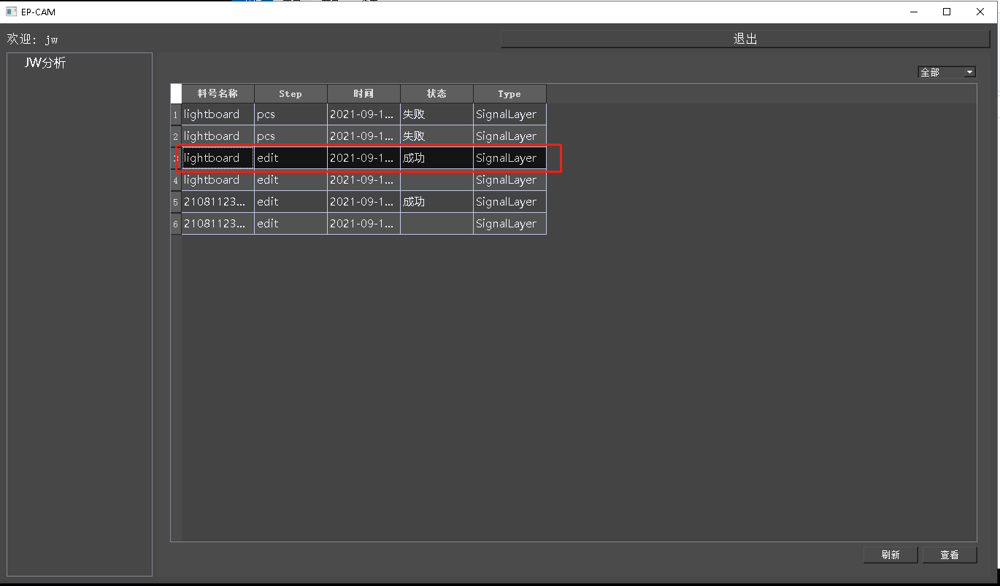 EP-CAM
欢迎: jw
退出
JW分析
全部
料号名称 Step 时间 状态 Type
1 lightboard pcs 2021-09-1... 失败 SignalLayer
2 lightboard pcs 2021-09-1... 失败 SignalLayer
3 lightboard edit 2021-09-1... 成功 SignalLayer
4 lightboard edit 2021-09-1... SignalLayer
5 21081123... edit 2021-09-1... 成功 SignalLayer
6 21081123... edit 2021-09-1... SignalLayer
刷新 查看